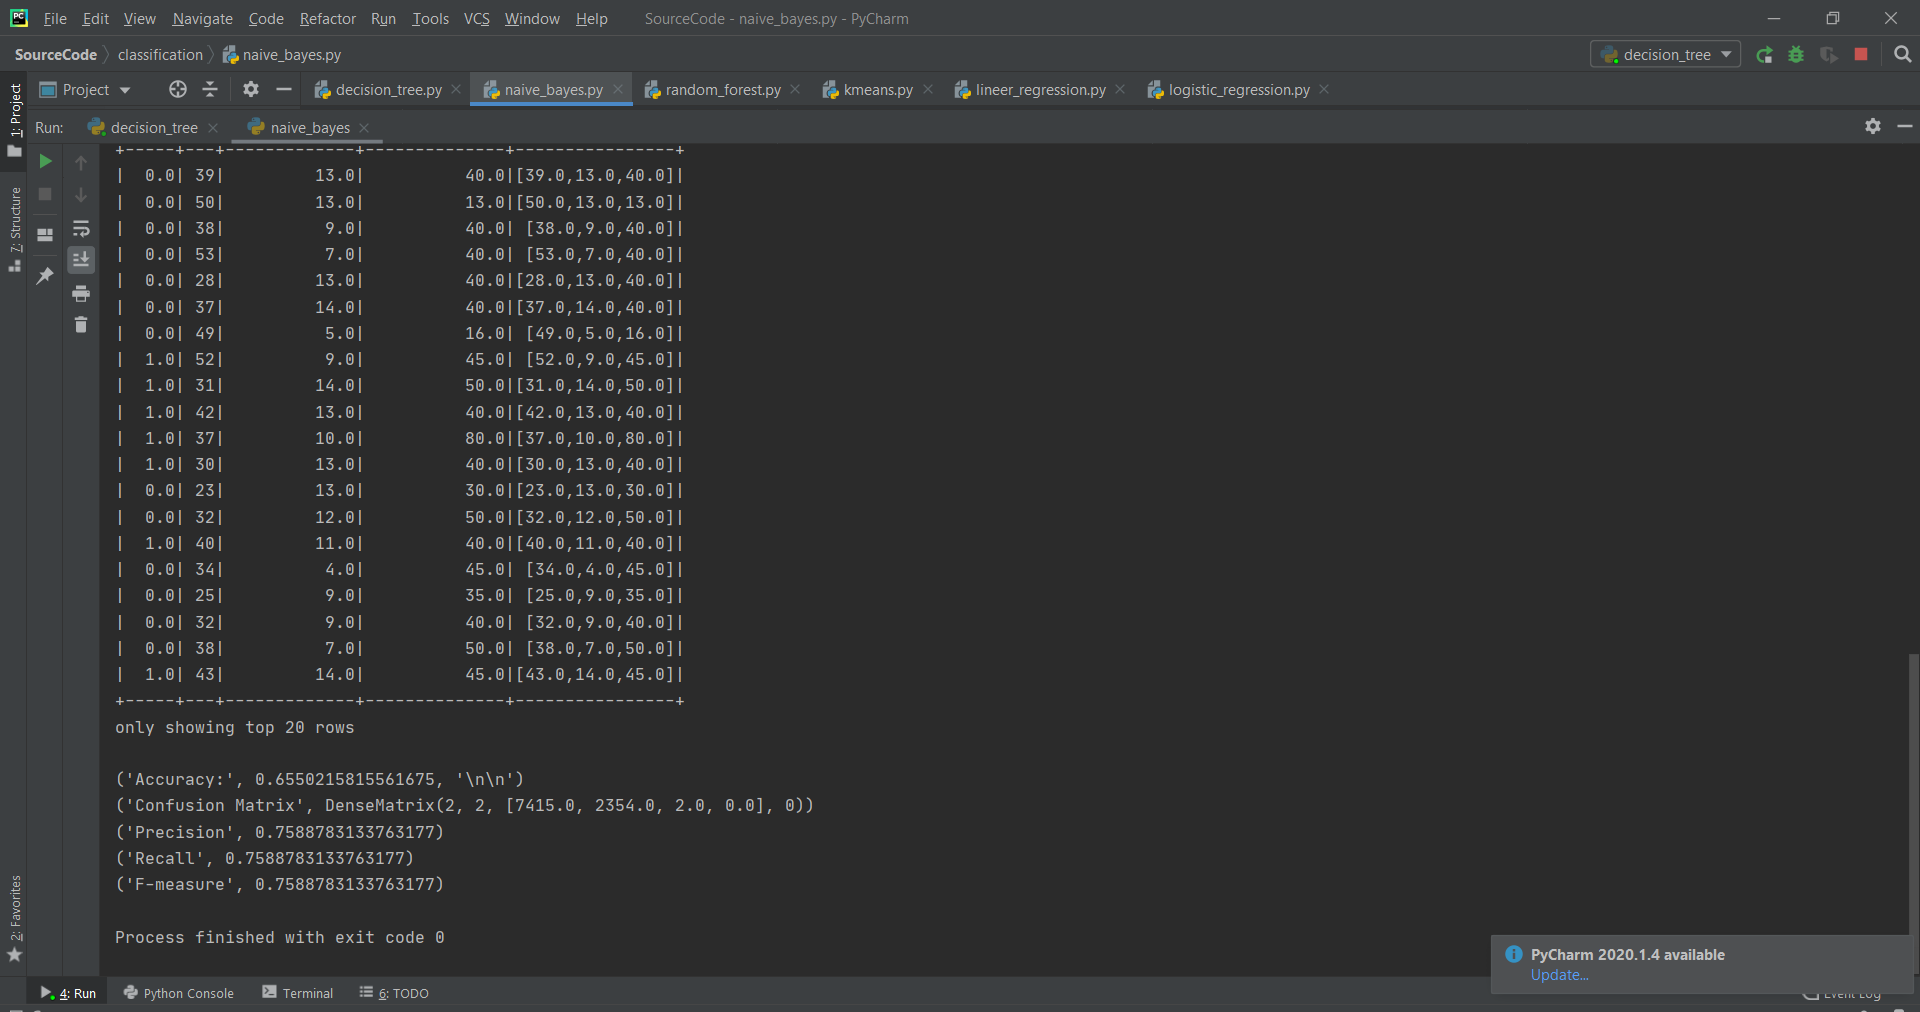 PC File Edit View Navigate Code Refactor Run Tools VCS Window Help SourceCode - naive_bayes.py - PyCharm
SourceCode classification naive_bayes.py decision_tree
1: Project
7: Structure
2: Favorites
Project decision_tree.py naive_bayes.py random_forest.py kmeans.py lineer_regression.py logistic_regression.py
Run: decision_tree naive_bayes
+-----+---+-------------+--------------+----------------+
|  0.0| 39|         13.0|          40.0|[39.0,13.0,40.0]|
|  0.0| 50|         13.0|          13.0|[50.0,13.0,13.0]|
|  0.0| 38|          9.0|          40.0| [38.0,9.0,40.0]|
|  0.0| 53|          7.0|          40.0| [53.0,7.0,40.0]|
|  0.0| 28|         13.0|          40.0|[28.0,13.0,40.0]|
|  0.0| 37|         14.0|          40.0|[37.0,14.0,40.0]|
|  0.0| 49|          5.0|          16.0| [49.0,5.0,16.0]|
|  1.0| 52|          9.0|          45.0| [52.0,9.0,45.0]|
|  1.0| 31|         14.0|          50.0|[31.0,14.0,50.0]|
|  1.0| 42|         13.0|          40.0|[42.0,13.0,40.0]|
|  1.0| 37|         10.0|          80.0|[37.0,10.0,80.0]|
|  1.0| 30|         13.0|          40.0|[30.0,13.0,40.0]|
|  0.0| 23|         13.0|          30.0|[23.0,13.0,30.0]|
|  0.0| 32|         12.0|          50.0|[32.0,12.0,50.0]|
|  1.0| 40|         11.0|          40.0|[40.0,11.0,40.0]|
|  0.0| 34|          4.0|          45.0| [34.0,4.0,45.0]|
|  0.0| 25|          9.0|          35.0| [25.0,9.0,35.0]|
|  0.0| 32|          9.0|          40.0| [32.0,9.0,40.0]|
|  0.0| 38|          7.0|          50.0| [38.0,7.0,50.0]|
|  1.0| 43|         14.0|          45.0|[43.0,14.0,45.0]|
+-----+---+-------------+--------------+----------------+
only showing top 20 rows
('Accuracy:', 0.6550215815561675, '\n\n')
('Confusion Matrix', DenseMatrix(2, 2, [7415.0, 2354.0, 2.0, 0.0], 0))
('Precision', 0.7588783133763177)
('Recall', 0.7588783133763177)
('F-measure', 0.7588783133763177)
Process finished with exit code 0
PyCharm 2020.1.4 available
Update...
4: Run Python Console Terminal 6: TODO Event Log